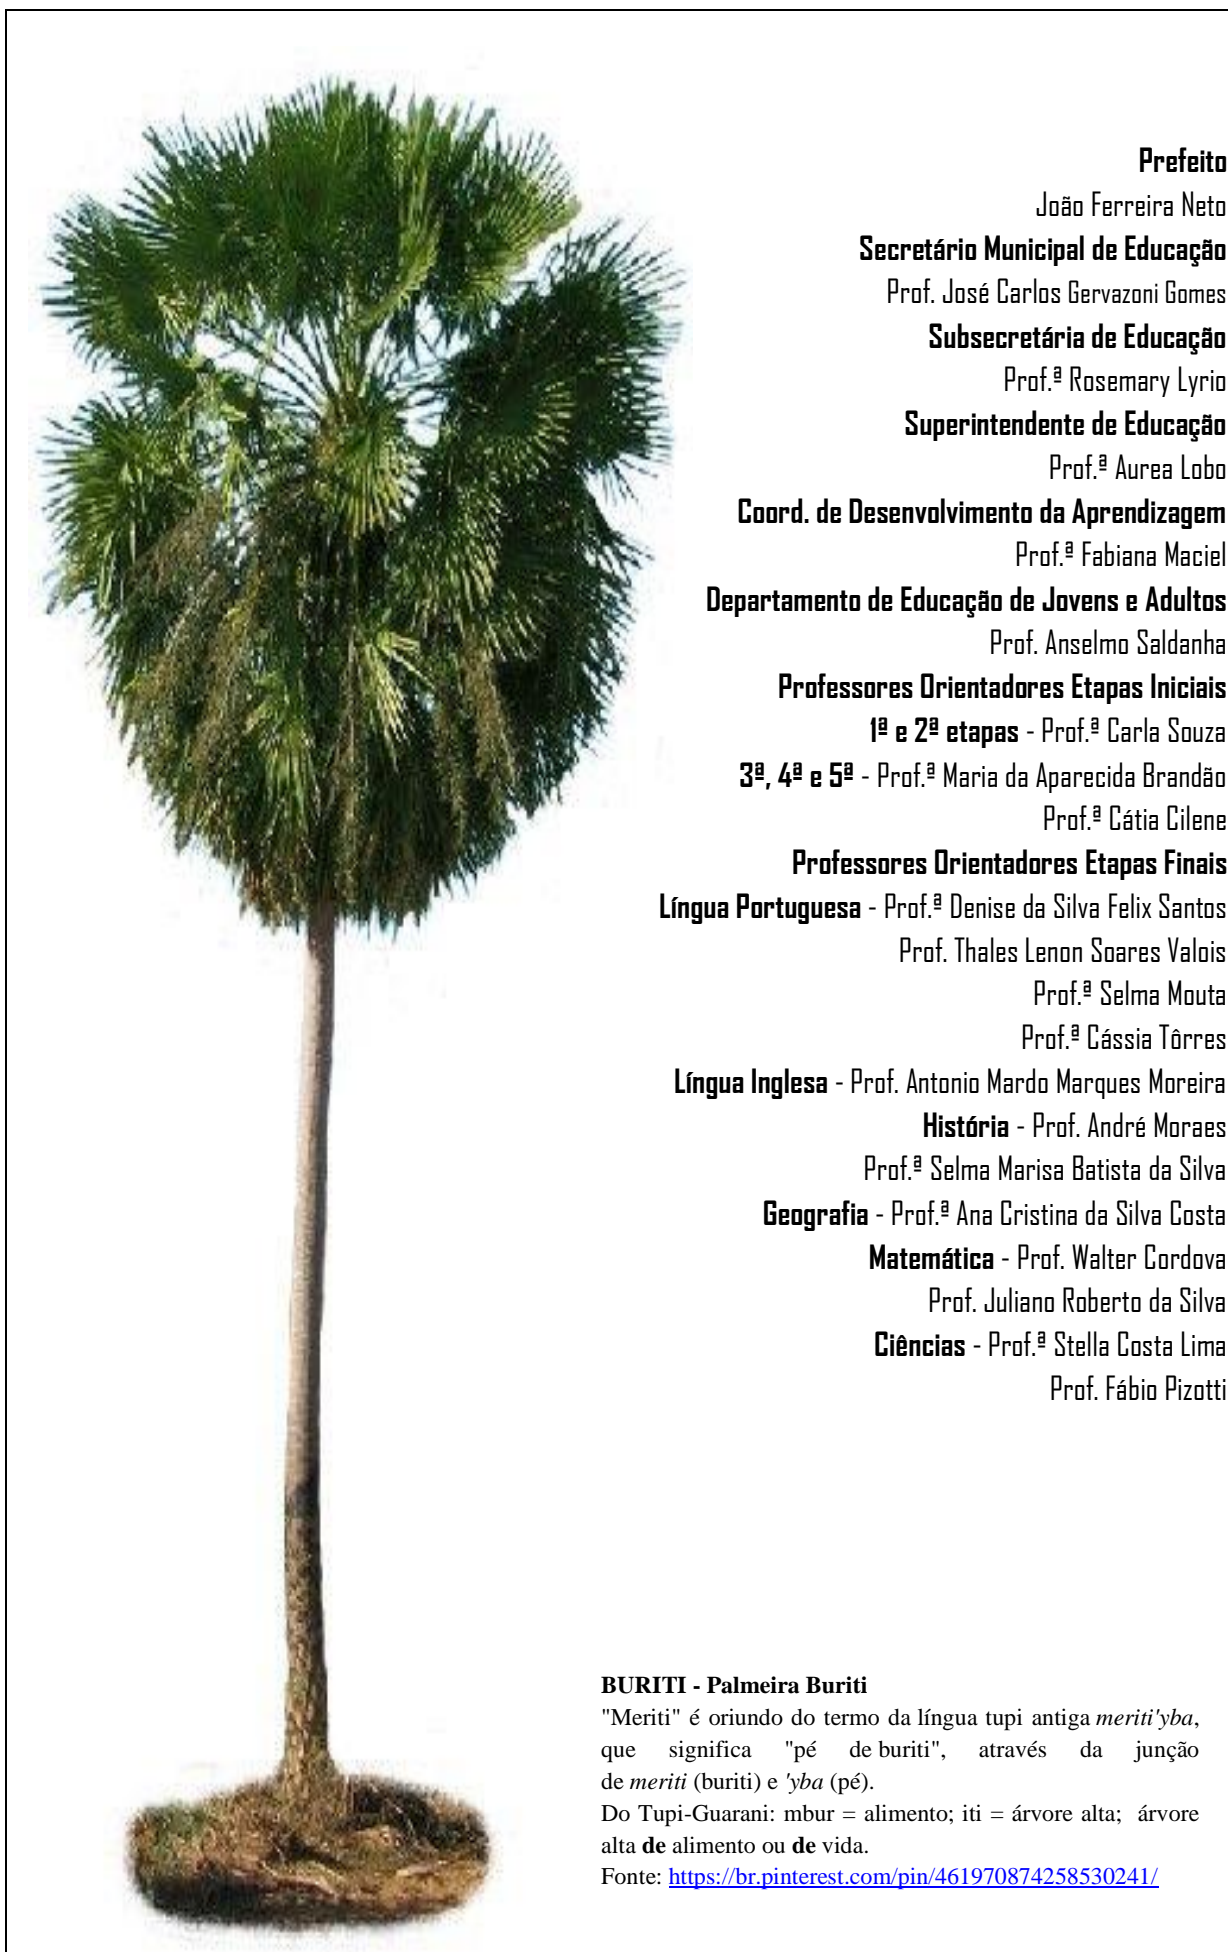 Prefeito
João Ferreira Neto
Secretário Municipal de Educação
Prof. José Carlos Gervazoni Gomes
Subsecretária de Educação
Prof.ª Rosemary Lyrio
Superintendente de Educação
Prof.ª Aurea Lobo
Coord. de Desenvolvimento da Aprendizagem
Prof.ª Fabiana Maciel
Departamento de Educação de Jovens e Adultos
Prof. Anselmo Saldanha
Professores Orientadores Etapas Iniciais
1ª e 2ª etapas - Prof.ª Carla Souza
3ª, 4ª e 5ª - Prof.ª Maria da Aparecida Brandão
Prof.ª Cátia Cilene
Professores Orientadores Etapas Finais
Língua Portuguesa - Prof.ª Denise da Silva Felix Santos
Prof. Thales Lenon Soares Valois
Prof.ª Selma Mouta
Prof.ª Cássia Tôrres
Língua Inglesa - Prof. Antonio Mardo Marques Moreira
História - Prof. André Moraes
Prof.ª Selma Marisa Batista da Silva
Geografia - Prof.ª Ana Cristina da Silva Costa
Matemática - Prof. Walter Cordova
Prof. Juliano Roberto da Silva
Ciências - Prof.ª Stella Costa Lima
Prof. Fábio Pizotti
BURITI - Palmeira Buriti
"Meriti" é oriundo do termo da língua tupi antiga meriti'yba,
que significa "pé de buriti", através da junção
de meriti (buriti) e 'yba (pé).
Do Tupi-Guarani: mbur = alimento; iti = árvore alta; árvore
alta de alimento ou de vida.
Fonte: https://br.pinterest.com/pin/461970874258530241/